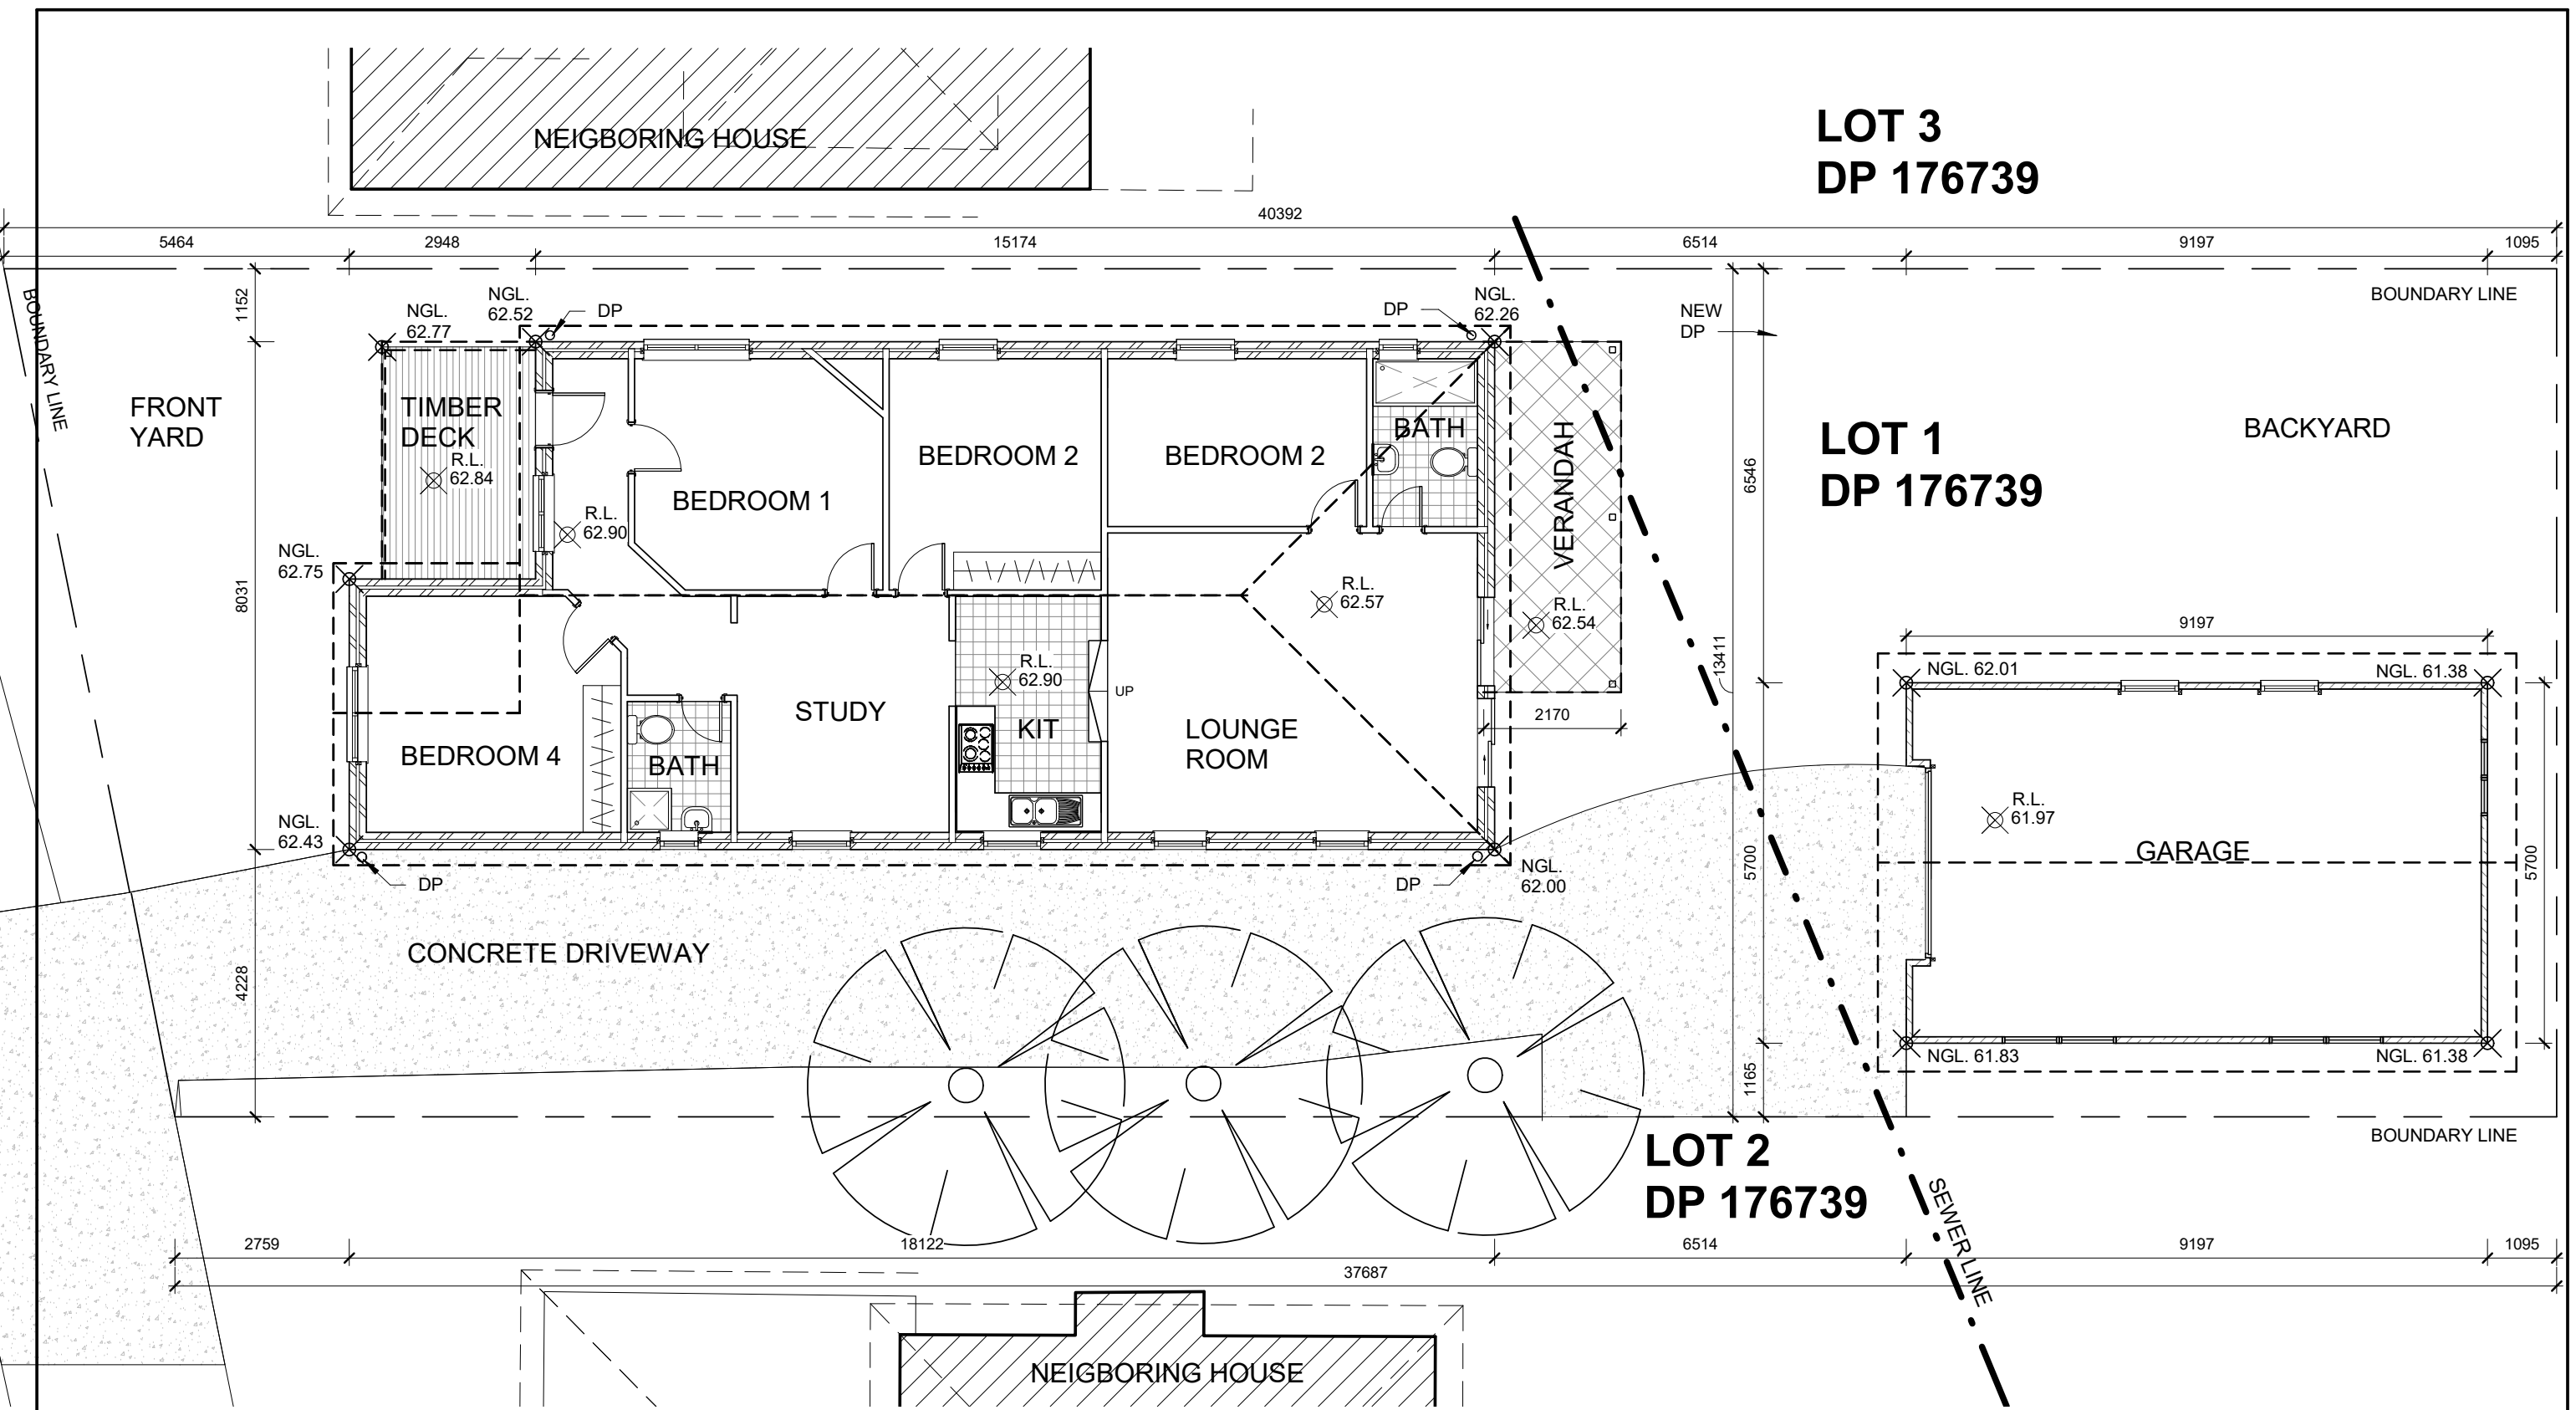 NEIGBORING HOUSE
LOT 3
DP 176739
40392
5464
2948
15174
6514
9197
1095
BOUNDARY LINE
1152
NGL.
62.77
NGL.
62.52
DP
DP
NGL.
62.26
NEW
DP
BOUNDARY LINE
FRONT
YARD
TIMBER
DECK
R.L.
62.84
R.L.
62.90
BEDROOM 1
BEDROOM 2
BEDROOM 2
BATH
VERANDAH
6546
LOT 1
DP 176739
BACKYARD
NGL.
62.75
8031
R.L.
62.57
R.L.
62.54
13411
9197
NGL. 62.01
NGL. 61.38
R.L.
62.90
UP
STUDY
KIT
LOUNGE
ROOM
2170
BEDROOM 4
BATH
R.L.
61.97
GARAGE
5700
5700
NGL.
62.43
DP
DP
NGL.
62.00
CONCRETE DRIVEWAY
4228
NGL. 61.83
NGL. 61.38
1165
BOUNDARY LINE
LOT 2
DP 176739
SEWER LINE
2759
18122
6514
9197
1095
37687
NEIGBORING HOUSE